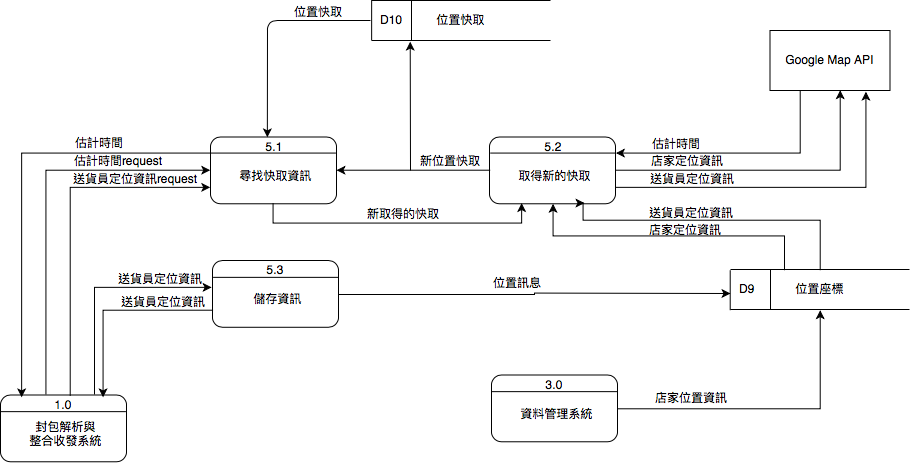 位置快取
D10
位置快取
Google Map API
估計時間
估計時間request
送貨員定位資訊request
5.1
尋找快取資訊
新位置快取
5.2
取得新的快取
估計時間
店家定位資訊
送貨員定位資訊
新取得的快取
送貨員定位資訊
店家定位資訊
送貨員定位資訊
送貨員定位資訊
5.3
儲存資訊
位置訊息
D9
位置座標
1.0
封包解析與
整合收發系統
3.0
資料管理系統
店家位置資訊